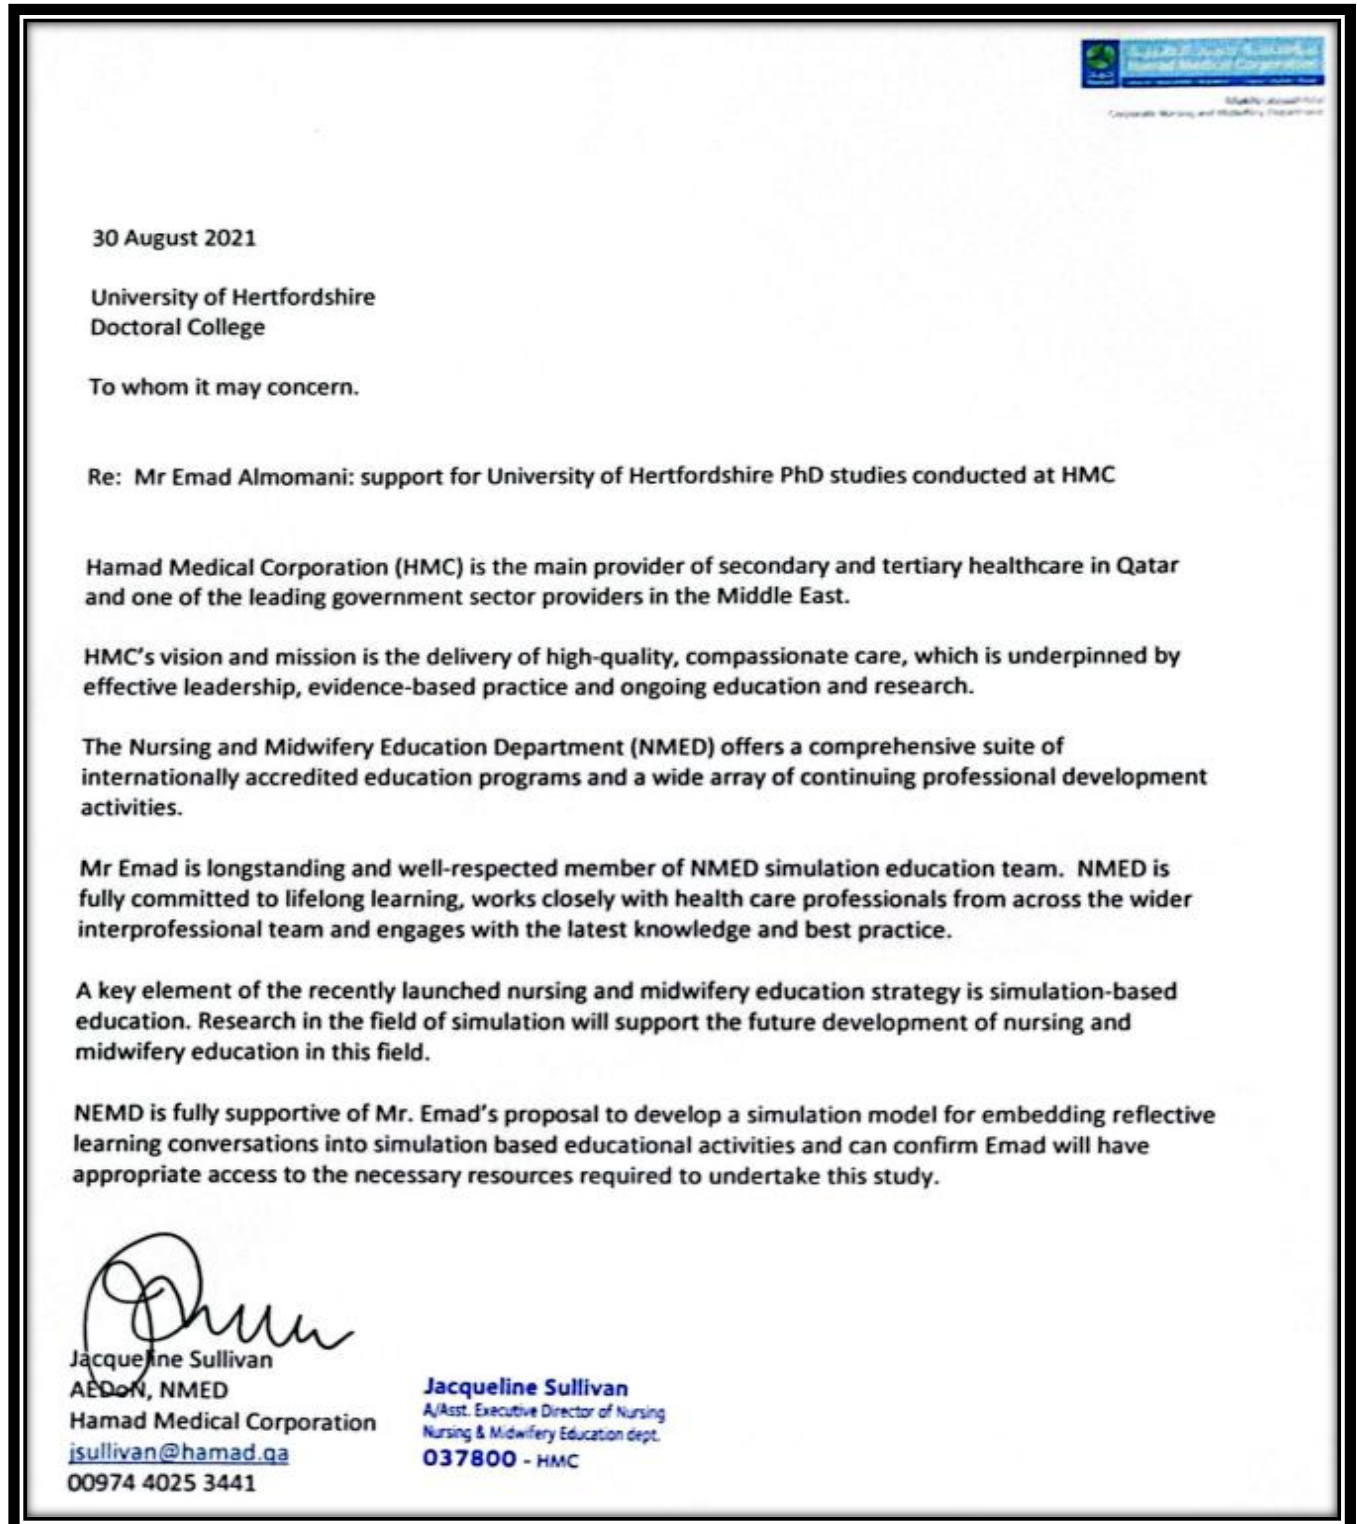 Hamad Medical Corporation
Corporate Nursing and Midwifery Department
30 August 2021
University of Hertfordshire
Doctoral College
To whom it may concern.
Re: Mr Emad Almomani: support for University of Hertfordshire PhD studies conducted at HMC
Hamad Medical Corporation (HMC) is the main provider of secondary and tertiary healthcare in Qatar
and one of the leading government sector providers in the Middle East.
HMC's vision and mission is the delivery of high-quality, compassionate care, which is underpinned by
effective leadership, evidence-based practice and ongoing education and research.
The Nursing and Midwifery Education Department (NMED) offers a comprehensive suite of
internationally accredited education programs and a wide array of continuing professional development
activities.
Mr Emad is longstanding and well-respected member of NMED simulation education team. NMED is
fully committed to lifelong learning, works closely with health care professionals from across the wider
interprofessional team and engages with the latest knowledge and best practice.
A key element of the recently launched nursing and midwifery education strategy is simulation-based
education. Research in the field of simulation will support the future development of nursing and
midwifery education in this field.
NEMD is fully supportive of Mr. Emad's proposal to develop a simulation model for embedding reflective
learning conversations into simulation based educational activities and can confirm Emad will have
appropriate access to the necessary resources required to undertake this study.
Jacqueline Sullivan
AEDoN, NMED
Hamad Medical Corporation
jsullivan@hamad.qa
00974 4025 3441
Jacqueline Sullivan
A/Asst. Executive Director of Nursing
Nursing & Midwifery Education dept.
037800 - HMC